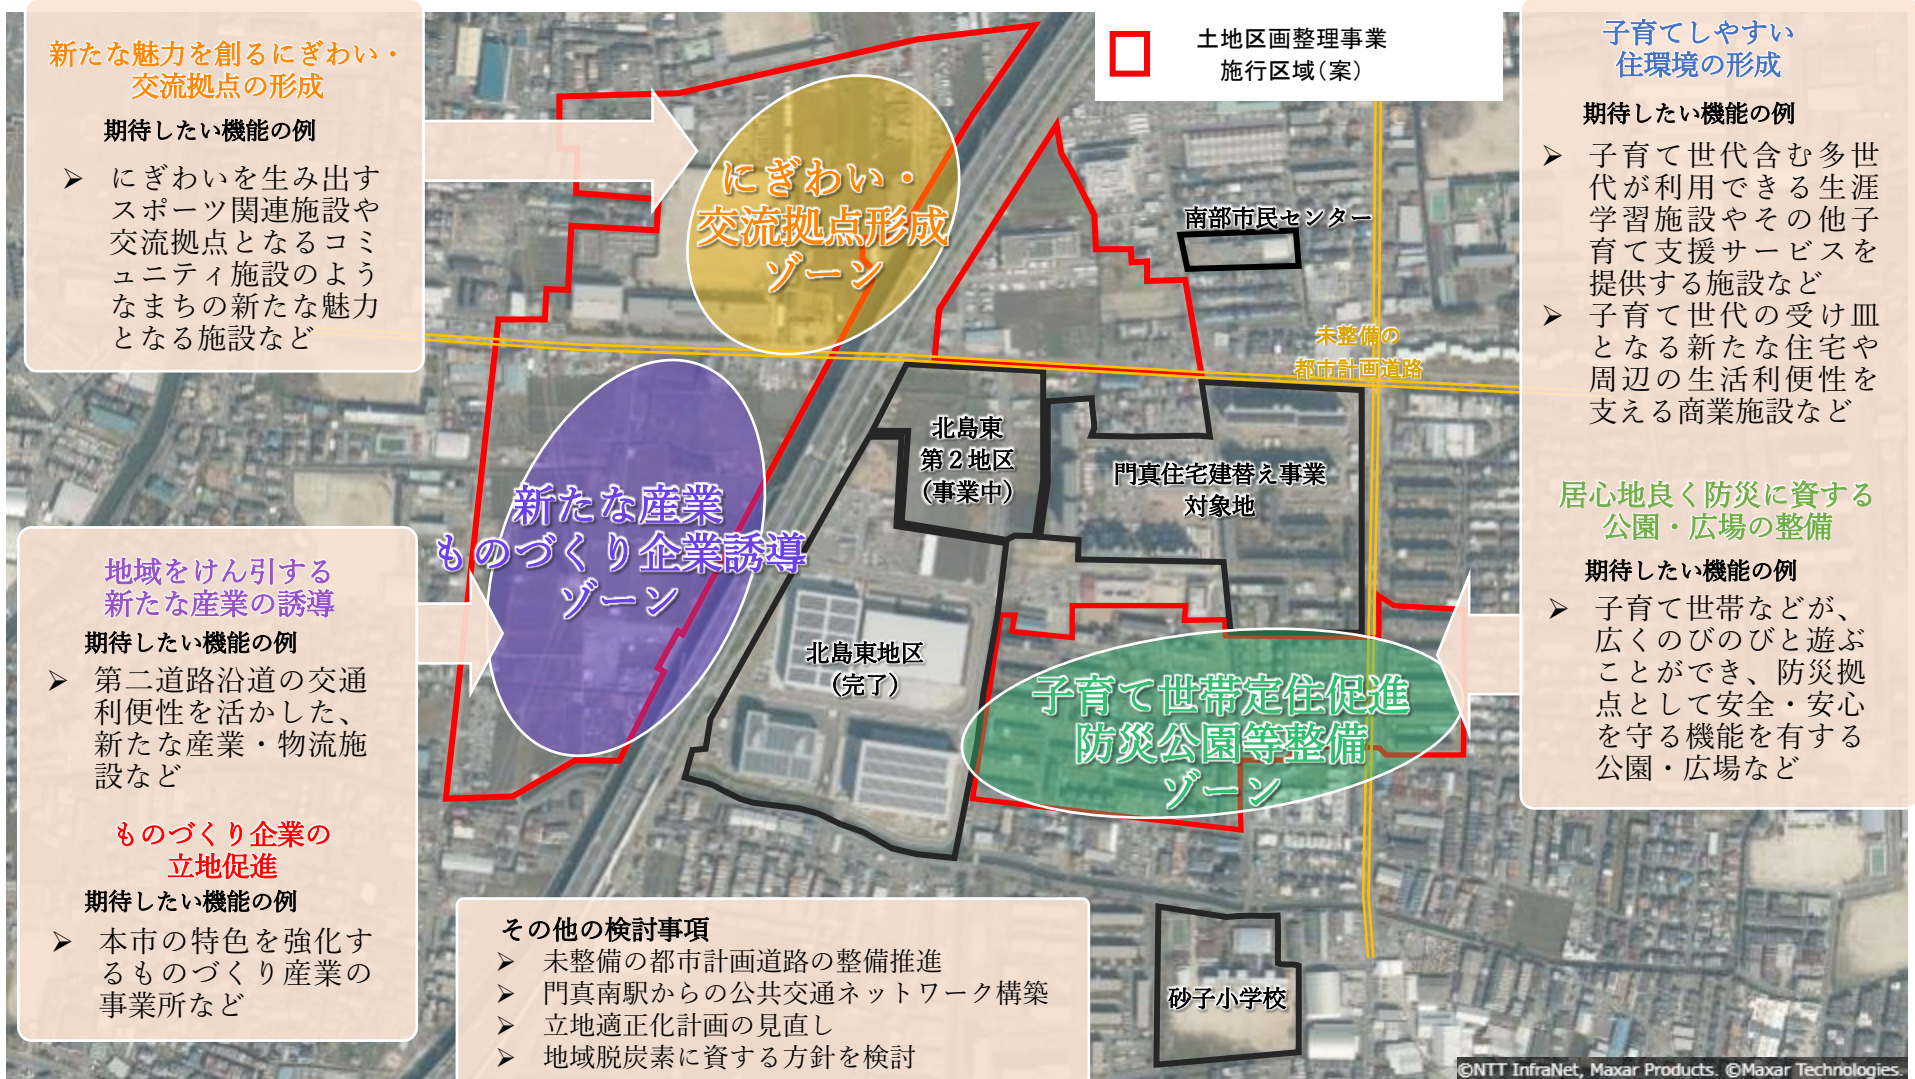 新たな魅力を創るにぎわい・
交流拠点の形成
期待したい機能の例
➢ にぎわいを生み出す
スポーツ関連施設や
交流拠点となるコミ
ュニティ施設のよう
なまちの新たな魅力
となる施設など
地域をけん引する
新たな産業の誘導
期待したい機能の例
➢ 第二道路沿道の交通
利便性を活かした、
新たな産業・物流施
設など
ものづくり企業の
立地促進
期待したい機能の例
➢ 本市の特色を強化す
るものづくり産業の
事業所など
土地区画整理事業
施行区域（案）
にぎわい・
交流拠点形成
ゾーン
南部市民センター
未整備の
都市計画道路
新たな産業
ものづくり企業誘導
ゾーン
北島東
第２地区
（事業中）
門真住宅建替え事業
対象地
北島東地区
（完了）
子育て世帯定住促進
防災公園等整備
ゾーン
砂子小学校
その他の検討事項
➢ 未整備の都市計画道路の整備推進
➢ 門真南駅からの公共交通ネットワーク構築
➢ 立地適正化計画の見直し
➢ 地域脱炭素に資する方針を検討
子育てしやすい
住環境の形成
期待したい機能の例
➢ 子育て世代含む多世
代が利用できる生涯
学習施設やその他子
育て支援サービスを
提供する施設など
➢ 子育て世代の受け皿
となる新たな住宅や
周辺の生活利便性を
支える商業施設など
居心地良く防災に資する
公園・広場の整備
期待したい機能の例
➢ 子育て世帯などが、
広くのびのびと遊ぶ
ことができ、防災拠
点として安全・安心
を守る機能を有する
公園・広場など
©NTT InfraNet, Maxar Products. ©Maxar Technologies.